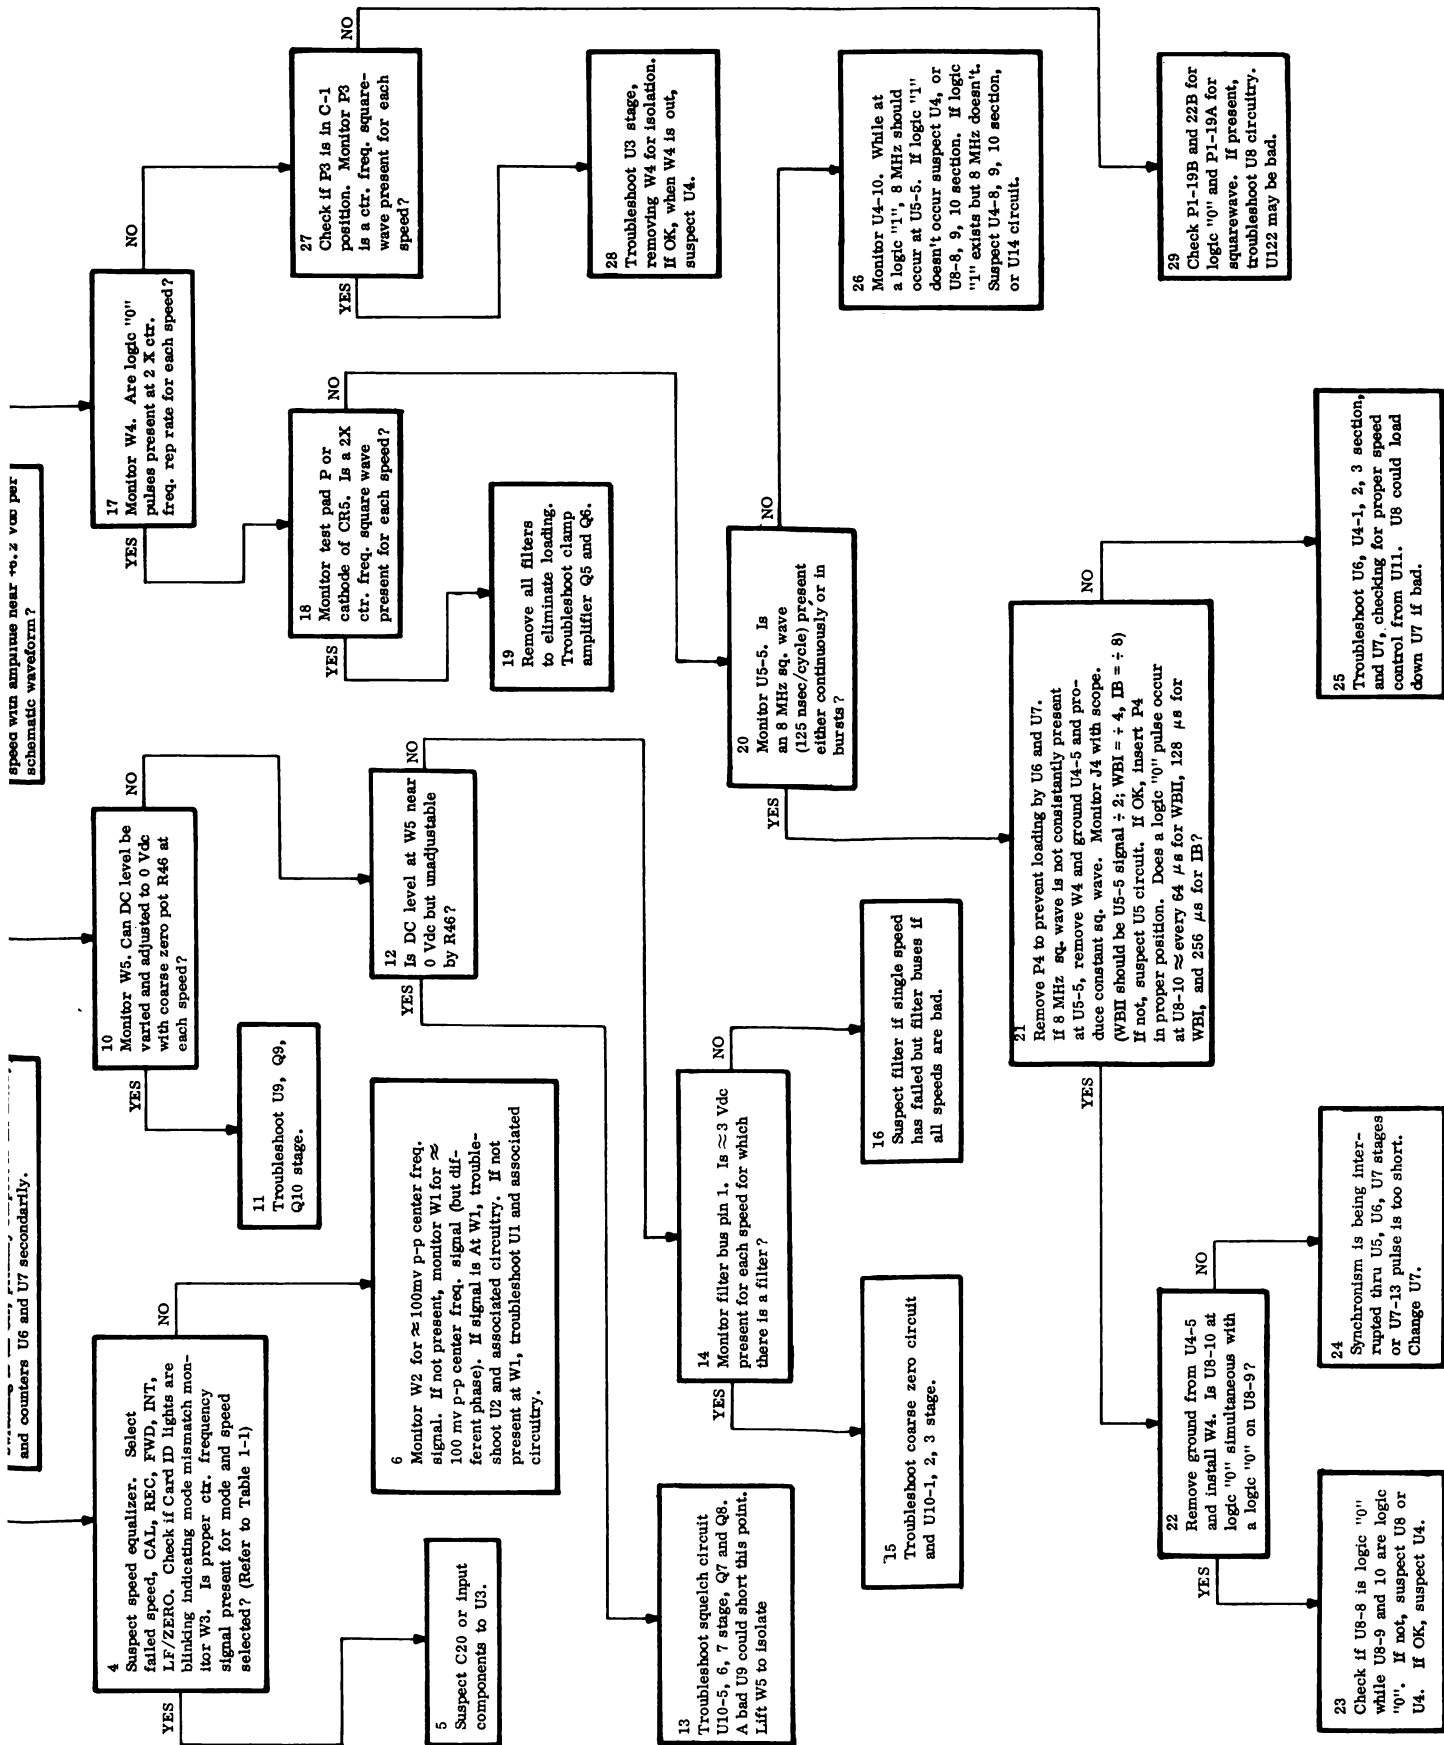 and counters U6 and U7 secondarily.
speed with amplitude near +6.2 vdc per
schematic waveform?
4
Suspect speed equalizer. Select
failed speed, CAL, REC, FWD, INT,
LF/ZERO. Check if Card ID lights are
blinking indicating mode mismatch mon-
itor W3. Is proper ctr. frequency
signal present for mode and speed
selected? (Refer to Table 1-1)
YES
NO
5
Suspect C20 or input
components to U3.
6
Monitor W2 for ≈ 100mv p-p center freq.
signal. If not present, monitor W1 for ≈
100 mv p-p center freq. signal (but dif-
ferent phase). If signal is At W1, trouble-
shoot U2 and associated circuitry. If not
present at W1, troubleshoot U1 and associated
circuitry.
10
Monitor W5. Can DC level be
varied and adjusted to 0 Vdc
with coarse zero pot R46 at
each speed?
YES
NO
11
Troubleshoot U9, Q9,
Q10 stage.
12
Is DC level at W5 near
0 Vdc but unadjustable
by R46?
YES
NO
13
Troubleshoot squelch circuit
U10-5, 6, 7 stage, Q7 and Q8.
A bad U9 could short this point.
Lift W5 to isolate
14
Monitor filter bus pin 1. Is ≈ 3 Vdc
present for each speed for which
there is a filter?
YES
NO
15
Troubleshoot coarse zero circuit
and U10-1, 2, 3 stage.
16
Suspect filter if single speed
has failed but filter buses if
all speeds are bad.
17
Monitor W4. Are logic "0"
pulses present at 2 X ctr.
freq. rep rate for each speed?
YES
NO
18
Monitor test pad P or
cathode of CR5. Is a 2X
ctr. freq. square wave
present for each speed?
YES
NO
19
Remove all filters
to eliminate loading.
Troubleshoot clamp
amplifier Q5 and Q6.
20
Monitor U5-5. Is
an 8 MHz sq. wave
(125 nsec/cycle) present
either continuously or in
bursts?
YES
NO
21
Remove P4 to prevent loading by U6 and U7.
If 8 MHz sq. wave is not consistantly present
at U5-5, remove W4 and ground U4-5 and pro-
duce constant sq. wave. Monitor J4 with scope.
(WBII should be U5-5 signal ÷ 2; WBI = ÷ 4, IB = ÷ 8)
If not, suspect U5 circuit. If OK, insert P4
in proper position. Does a logic "0" pulse occur
at U8-10 ≈ every 64 μs for WBII, 128 μs for
WBI, and 256 μs for IB?
YES
NO
22
Remove ground from U4-5
and install W4. Is U8-10 at
logic "0" simultaneous with
a logic "0" on U8-9?
YES
NO
23
Check if U8-8 is logic "0"
while U8-9 and 10 are logic
"0". If not, suspect U8 or
U4. If OK, suspect U4.
24
Synchronism is being inter-
rupted thru U5, U6, U7 stages
or U7-13 pulse is too short.
Change U7.
25
Troubleshoot U6, U4-1, 2, 3 section,
and U7, checking for proper speed
control from U11. U8 could load
down U7 if bad.
26
Monitor U4-10. While at
a logic "1", 8 MHz should
occur at U5-5. If logic "1"
doesn't occur suspect U4, or
U8-8, 9, 10 section. If logic
"1" exists but 8 MHz doesn't.
Suspect U4-8, 9, 10 section,
or U14 circuit.
27
Check if P3 is in C-1
position. Monitor P3
is a ctr. freq. square-
wave present for each
speed?
YES
NO
28
Troubleshoot U3 stage,
removing W4 for isolation.
If OK, when W4 is out,
suspect U4.
29
Check P1-19B and 22B for
logic "0" and P1-19A for
squarewave. If present,
troubleshoot U8 circuitry.
U122 may be bad.